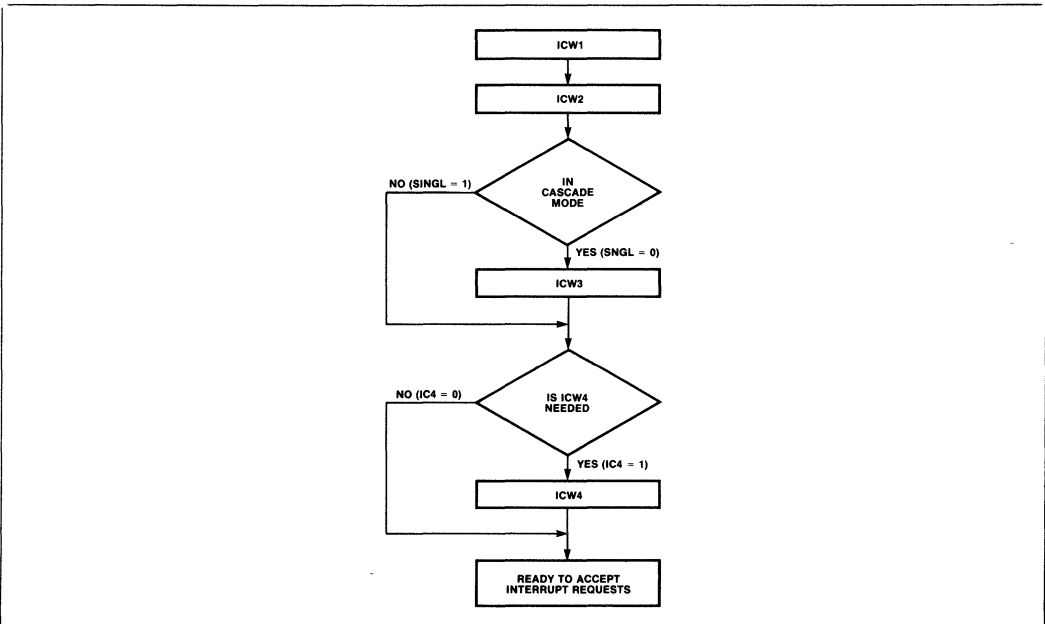 ICW1
ICW2
IN
CASCADE
MODE
NO (SINGL = 1)
YES (SNGL = 0)
ICW3
IS ICW4
NEEDED
NO (IC4 = 0)
YES (IC4 = 1)
ICW4
READY TO ACCEPT
INTERRUPT REQUESTS